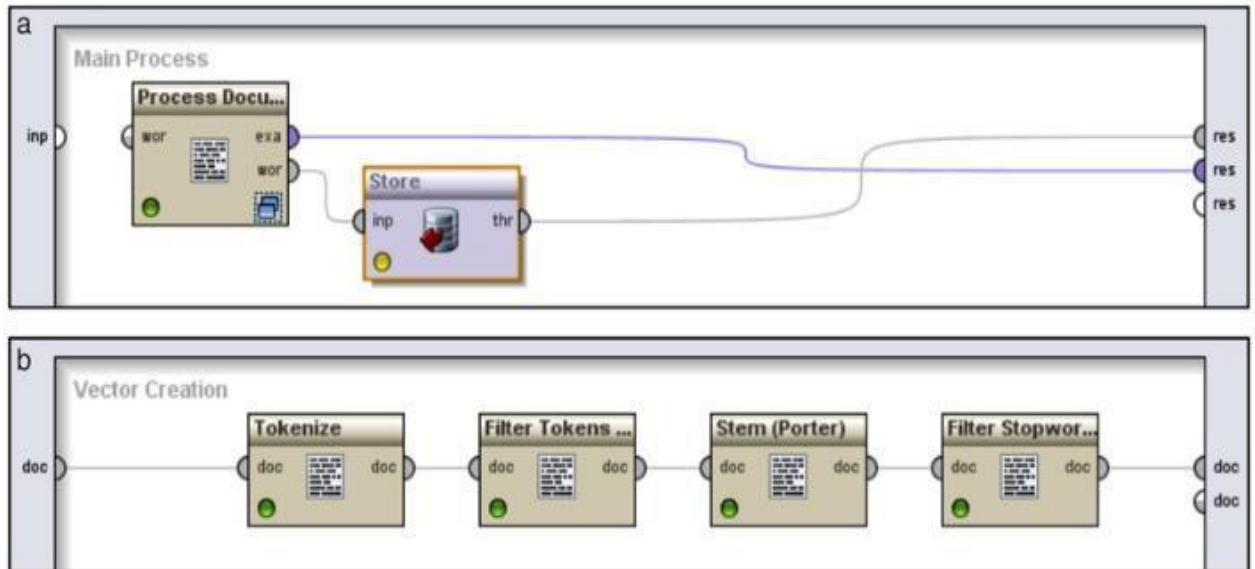 a
Main Process
Process Docu...
inp
wor
exa
res
wor
res
Store
res
inp
thr
b
Vector Creation
Tokenize
Filter Tokens ...
Stem (Porter)
Filter Stopwor...
doc
doc
doc
doc
doc
doc
doc
doc
doc
doc
doc